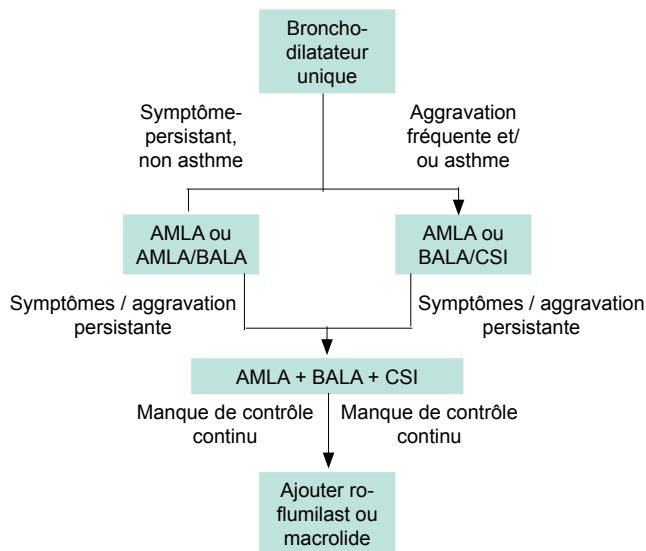 Broncho-
dilatateur
unique
Symptôme-
persistant,
non asthme
Aggravation
fréquente et/
ou asthme
AMLA ou
AMLA/BALA
AMLA ou
BALA/CSI
Symptômes / aggravation
persistante
Symptômes / aggravation
persistante
AMLA + BALA + CSI
Manque de contrôle
continu
Manque de contrôle
continu
Ajouter ro-
flumilast ou
macrolide